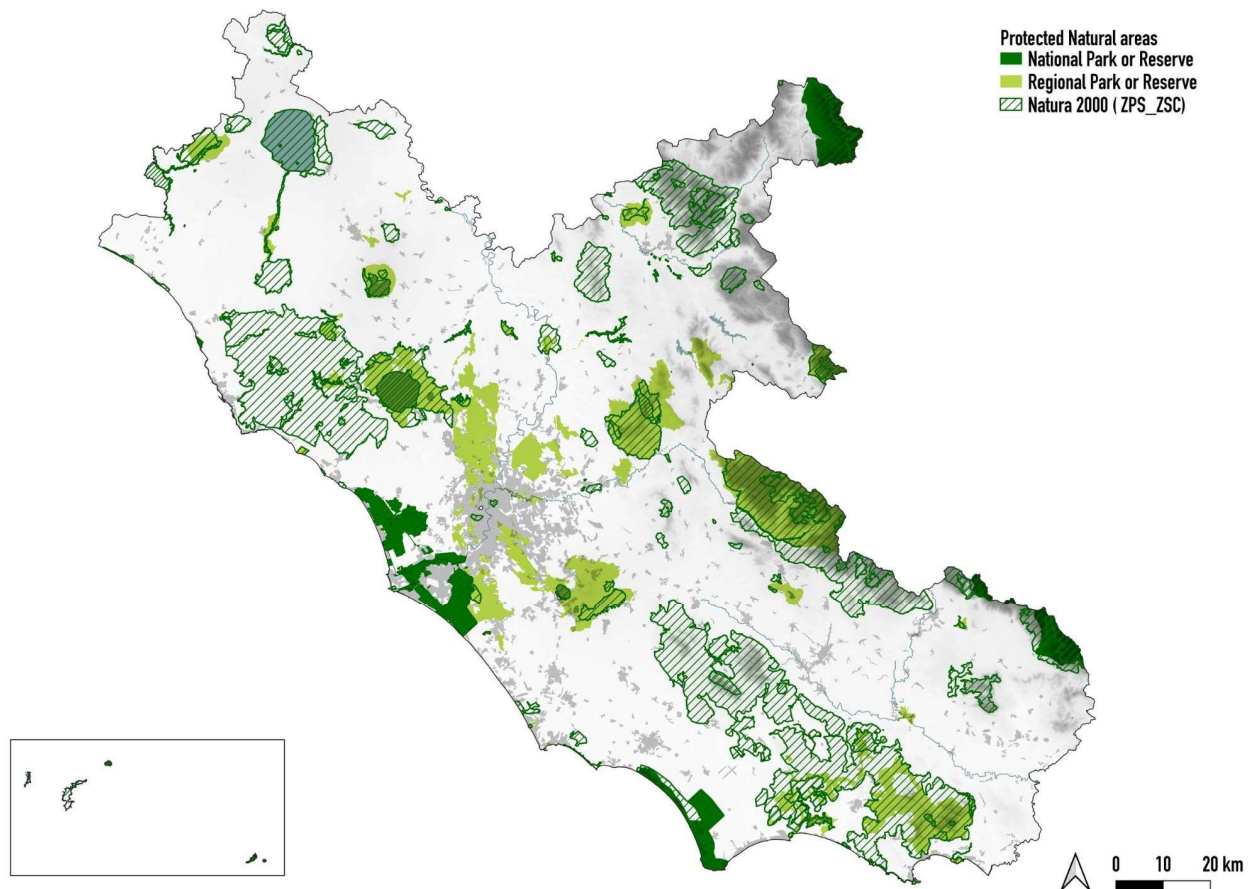 Protected Natural areas
National Park or Reserve
Regional Park or Reserve
Natura 2000 ( ZPS_ZSC)
0 10 20 km